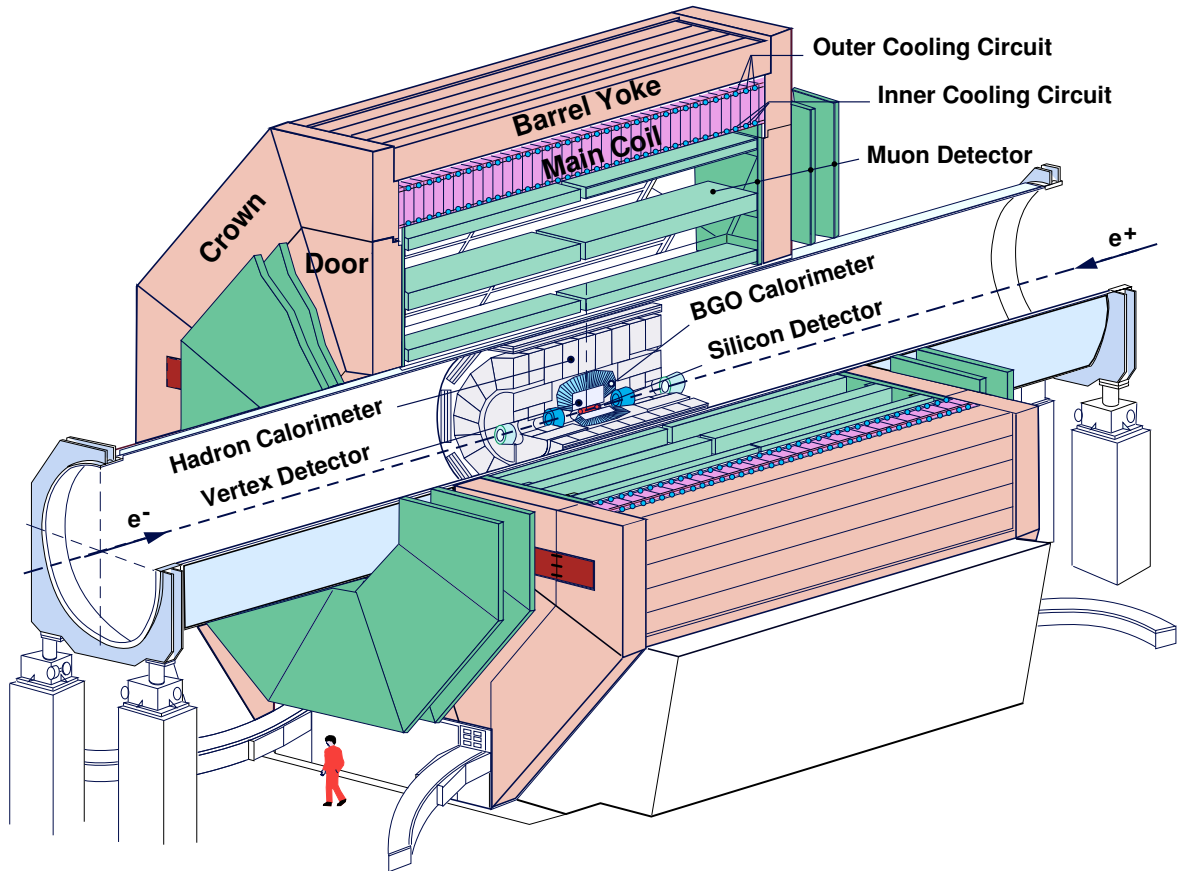 Outer Cooling Circuit
Barrel Yoke
Inner Cooling Circuit
Main Coil
Muon Detector
Crown
Door
e+
BGO Calorimeter
Silicon Detector
Hadron Calorimeter
Vertex Detector
e-